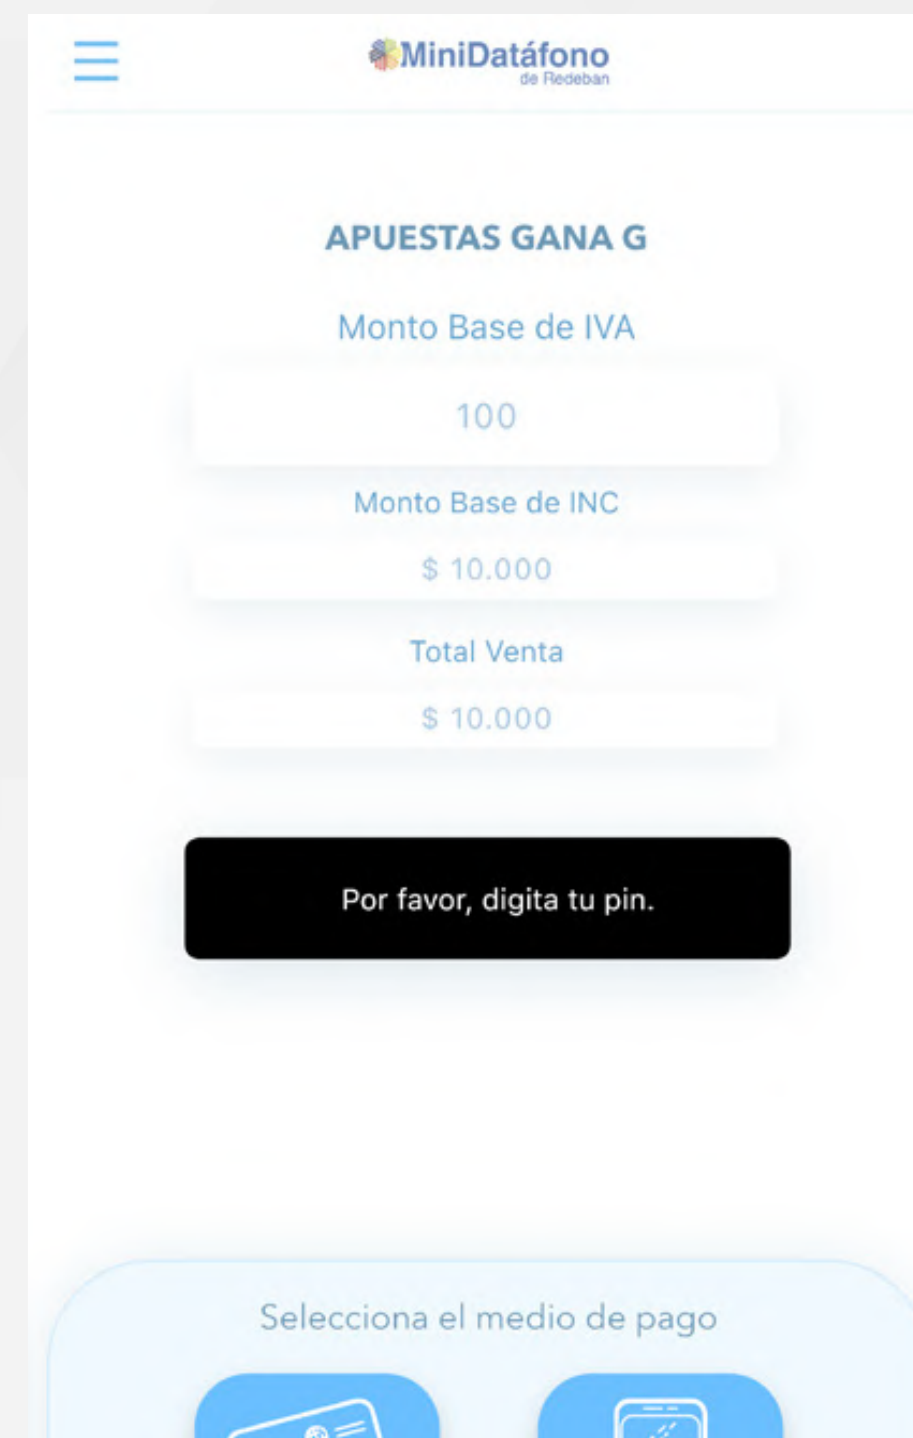 MiniDatáfono
de Redeban
APUESTAS GANA G
Monto Base de IVA
100
Monto Base de INC
$ 10.000
Total Venta
$ 10.000
Por favor, digita tu pin.
Selecciona el medio de pago